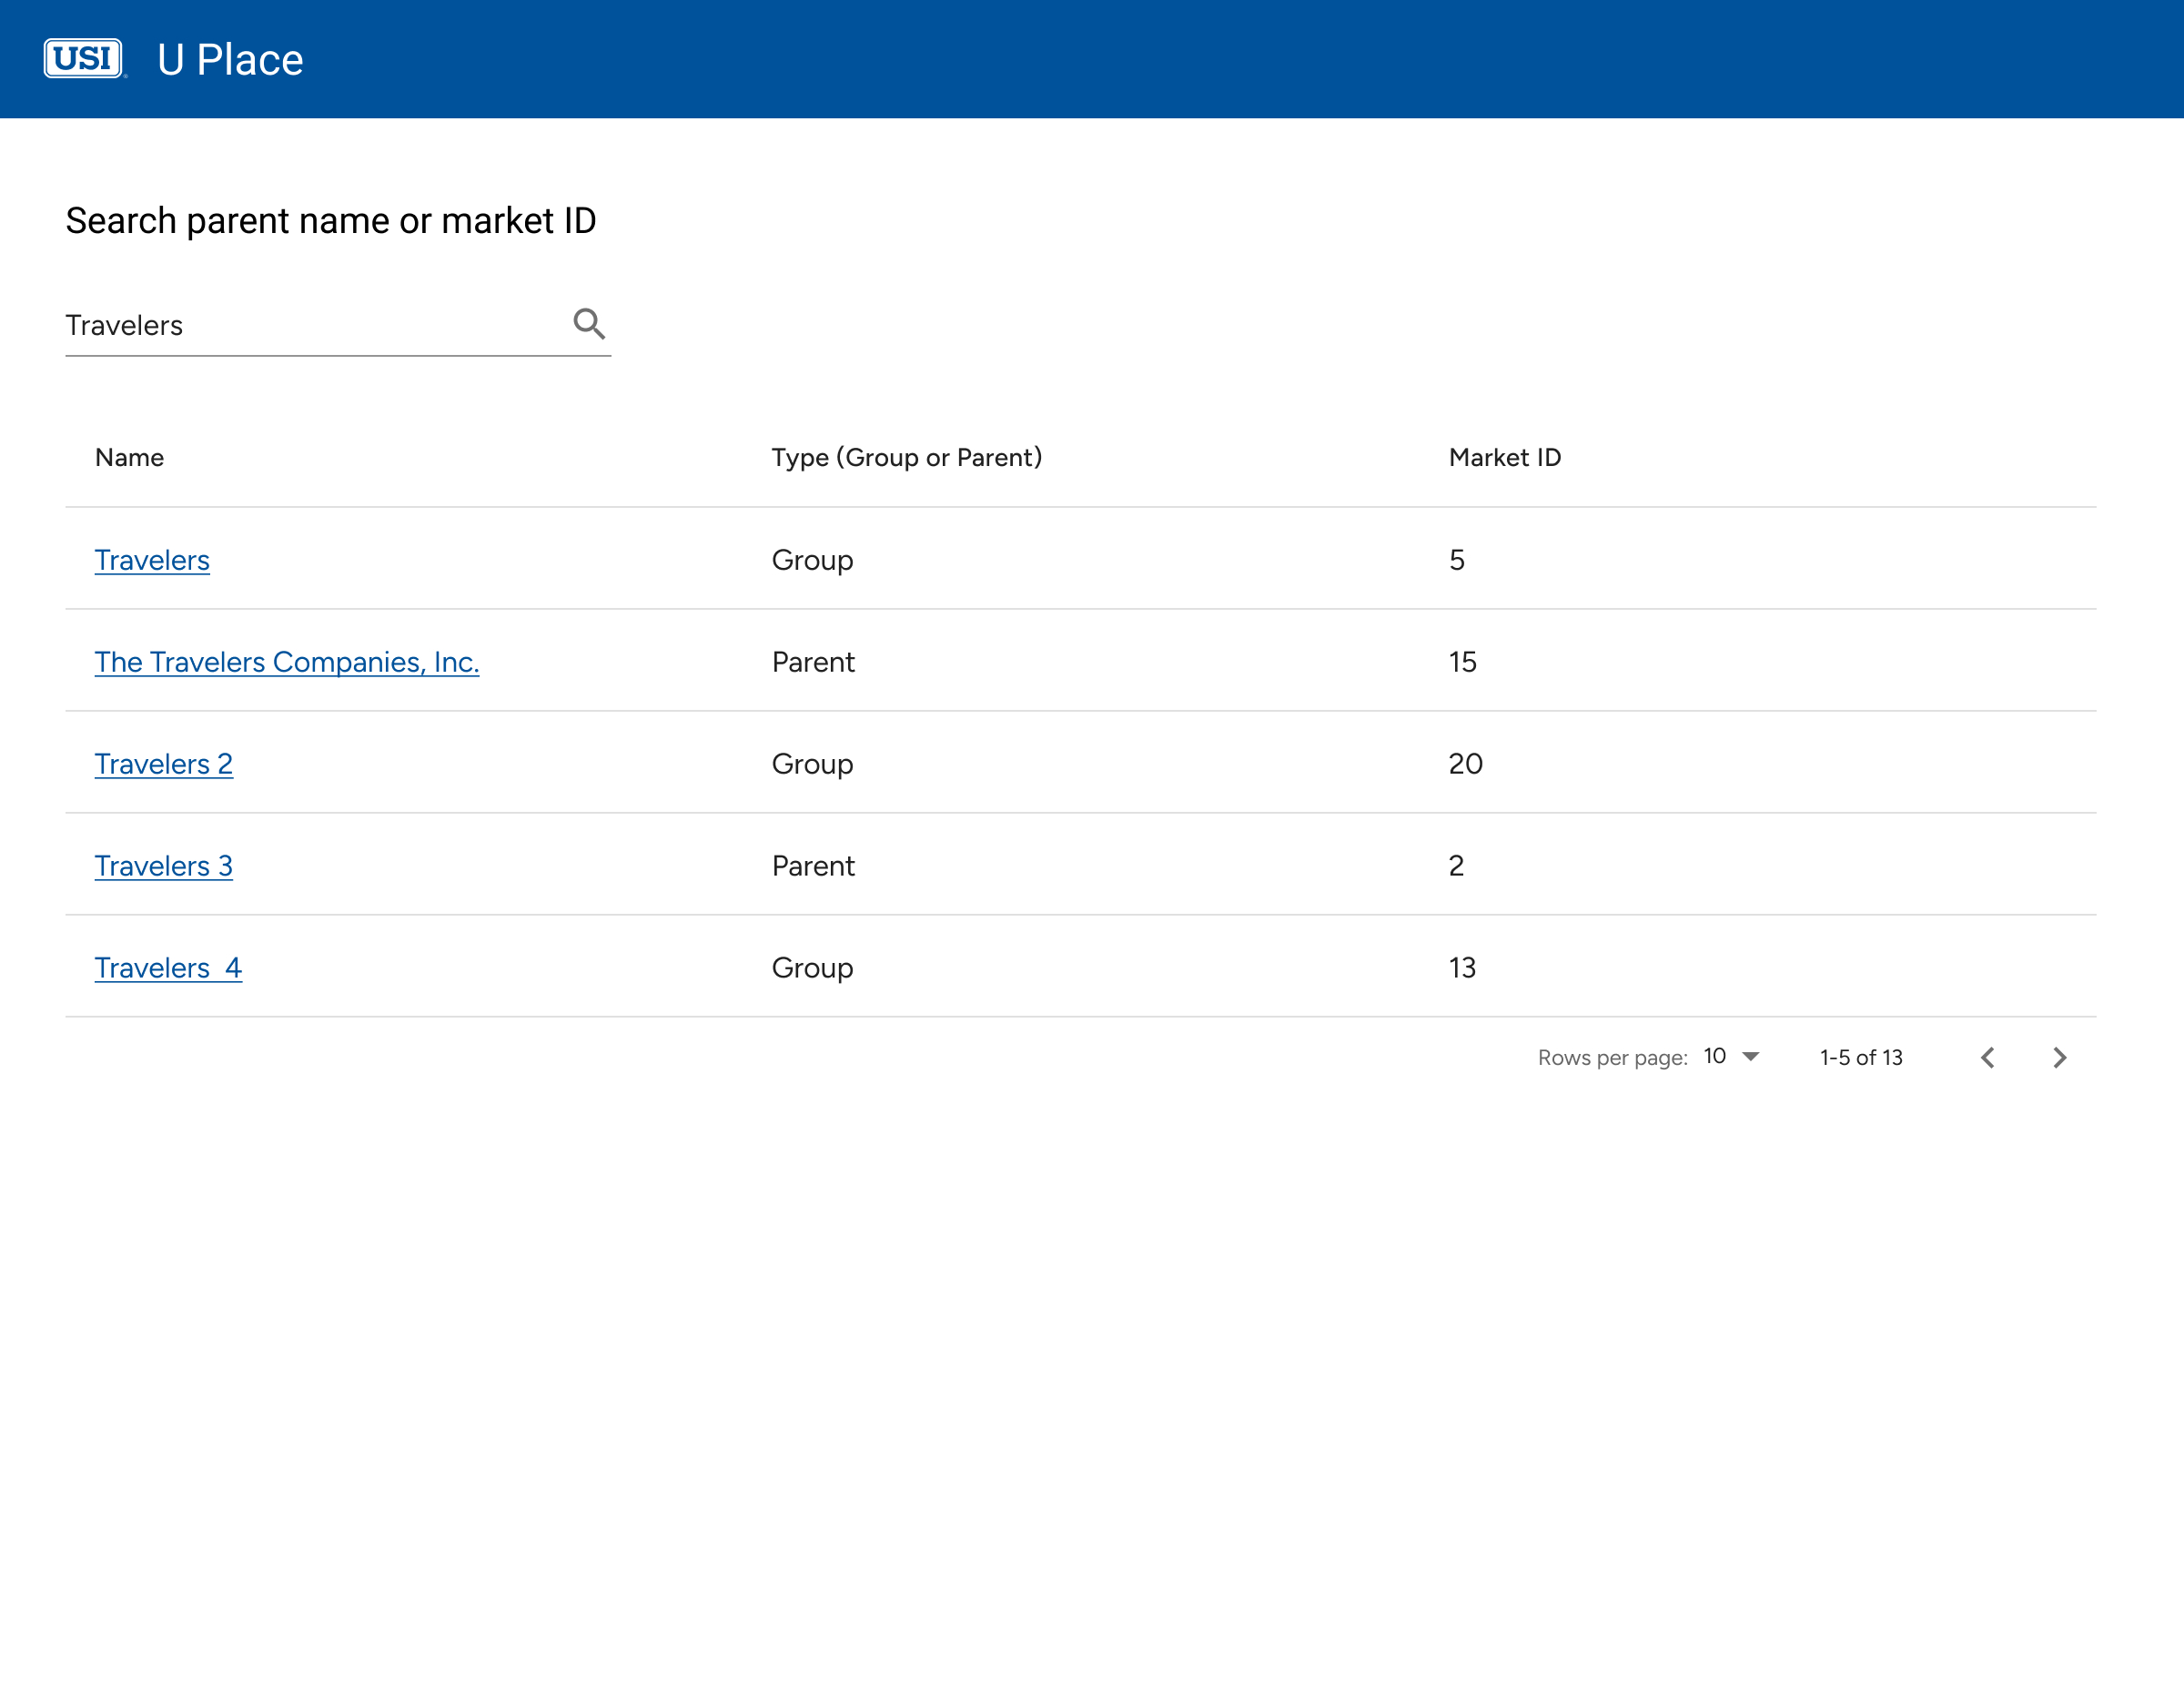 USI U Place
Search parent name or market ID
Travelers
Name Type (Group or Parent) Market ID
Travelers Group 5
The Travelers Companies, Inc. Parent 15
Travelers 2 Group 20
Travelers 3 Parent 2
Travelers  4 Group 13
Rows per page: 10 1-5 of 13